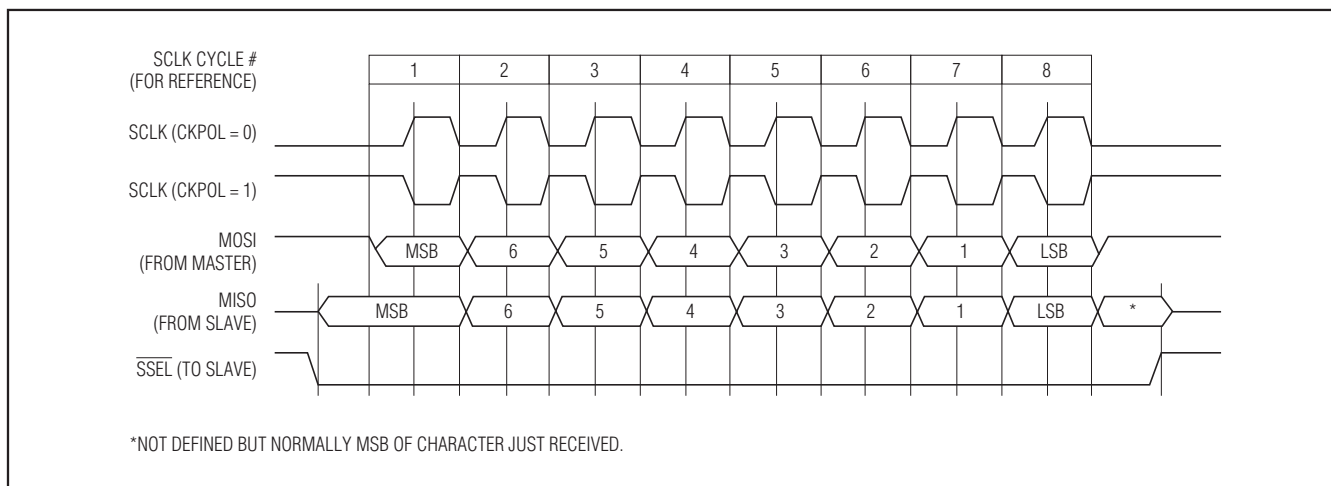 SCLK CYCLE #
(FOR REFERENCE)
1 2 3 4 5 6 7 8
SCLK (CKPOL = 0)
SCLK (CKPOL = 1)
MOSI
(FROM MASTER)
MSB 6 5 4 3 2 1 LSB
MISO
(FROM SLAVE)
MSB 6 5 4 3 2 1 LSB *
SSEL (TO SLAVE)
*NOT DEFINED BUT NORMALLY MSB OF CHARACTER JUST RECEIVED.